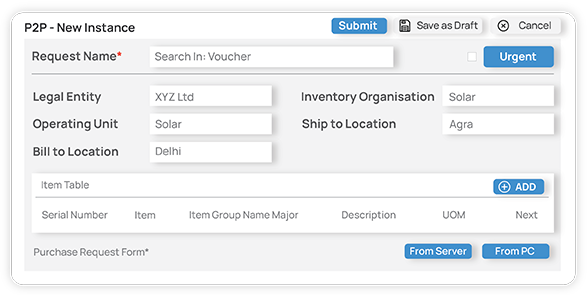 P2P - New Instance Submit Save as Draft Cancel
Request Name* Search In: Voucher Urgent
Legal Entity XYZ Ltd Inventory Organisation Solar
Operating Unit Solar Ship to Location Agra
Bill to Location Delhi
Item Table ADD
Serial Number Item Item Group Name Major Description UOM Next
Purchase Request Form* From Server From PC